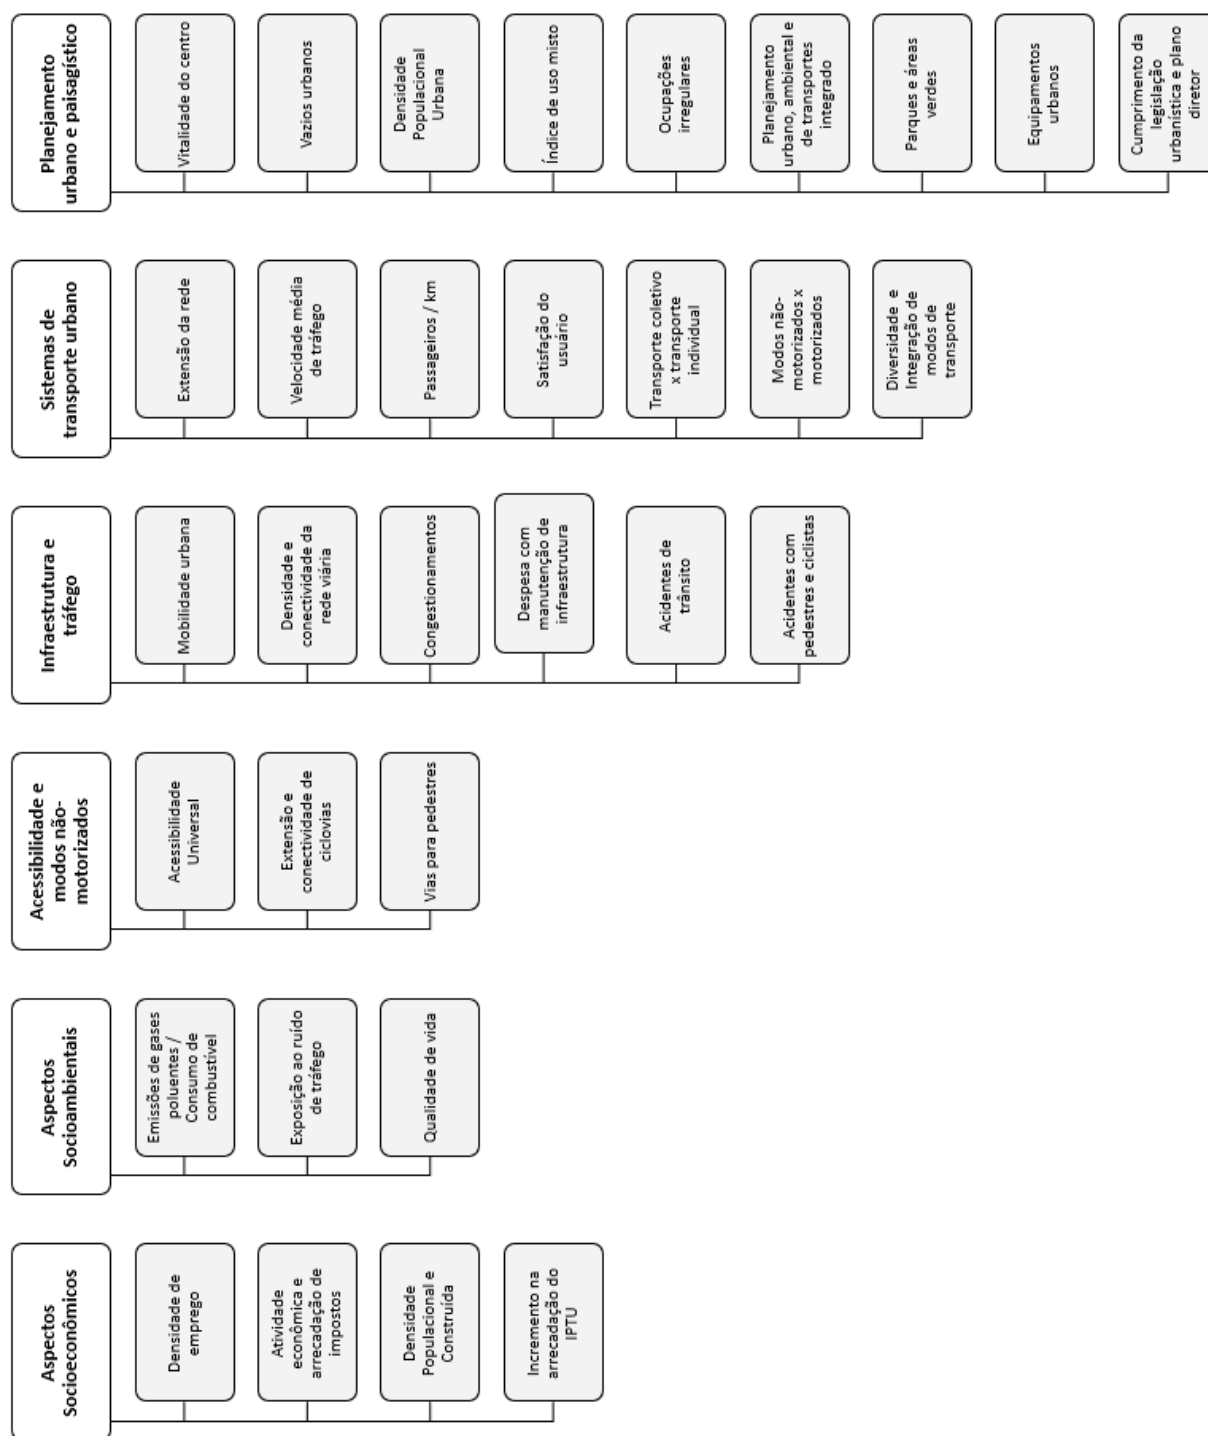 Aspectos
Socioeconômicos
Densidade de
emprego
Atividade
econômica e
arrecadação de
impostos
Densidade
Populacional e
Construída
Incremento na
arrecadação do
IPTU
Aspectos
Socioambientais
Emissões de gases
poluentes /
Consumo de
combustível
Exposição ao ruído
de tráfego
Qualidade de vida
Acessibilidade e
modos não-
motorizados
Acessibilidade
Universal
Extensão e
conectividade de
ciclovias
Vias para pedestres
Infraestrutura e
tráfego
Mobilidade urbana
Densidade e
conectividade da
rede viária
Congestionamentos
Despesa com
manutenção de
infraestrutura
Acidentes de
trânsito
Acidentes com
pedestres e ciclistas
Sistemas de
transporte urbano
Extensão da rede
Velocidade média
de tráfego
Passageiros / km
Satisfação do
usuário
Transporte coletivo
x transporte
individual
Modos não-
motorizados x
motorizados
Diversidade e
Integração de
modos de
transporte
Planejamento
urbano e paisagístico
Vitalidade do centro
Vazios urbanos
Densidade
Populacional
Urbana
Índice de uso misto
Ocupações
irregulares
Planejamento
urbano, ambiental e
de transportes
integrado
Parques e áreas
verdes
Equipamentos
urbanos
Cumprimento da
legislação
urbanística e plano
diretor